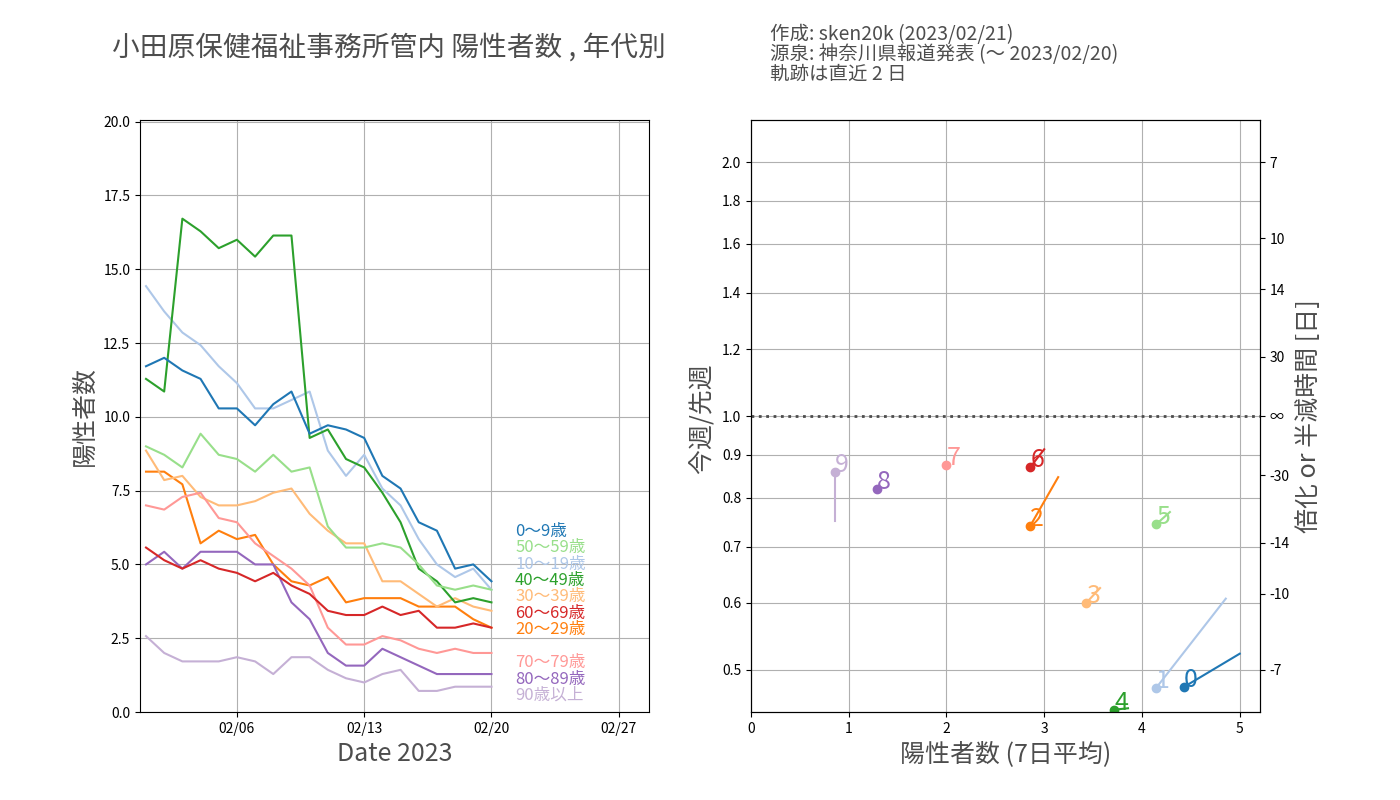 小田原保健福祉事務所管内 陽性者数 , 年代別
作成: sken20k (2023/02/21)
源泉: 神奈川県報道発表 (〜 2023/02/20)
軌跡は直近 2 日
陽性者数
20.0
17.5
15.0
12.5
10.0
7.5
5.0
2.5
0.0
02/06
02/13
02/20
02/27
Date 2023
0〜9歳
50〜59歳
10〜19歳
40〜49歳
30〜39歳
60〜69歳
20〜29歳
70〜79歳
80〜89歳
90歳以上
今週/先週
2.0
1.8
1.6
1.4
1.2
1.0
0.9
0.8
0.7
0.6
0.5
9
8
7
6
2
5
3
1
0
4
0
1
2
3
4
5
陽性者数 (7日平均)
7
10
14
30
∞
-30
-14
-10
-7
倍化 or 半減時間 [日]